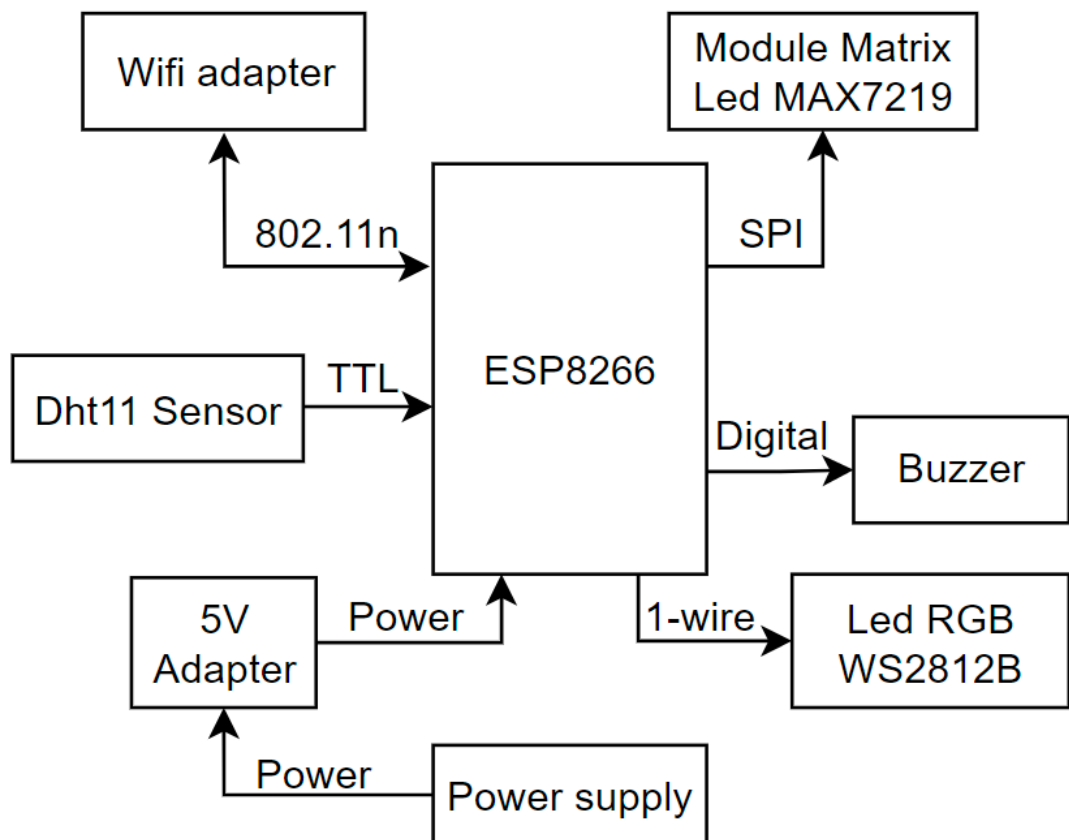 Wifi adapter
Module Matrix
Led MAX7219
802.11n
SPI
ESP8266
TTL
Dht11 Sensor
Digital
Buzzer
5V
Adapter
Power
1-wire
Led RGB
WS2812B
Power
Power supply